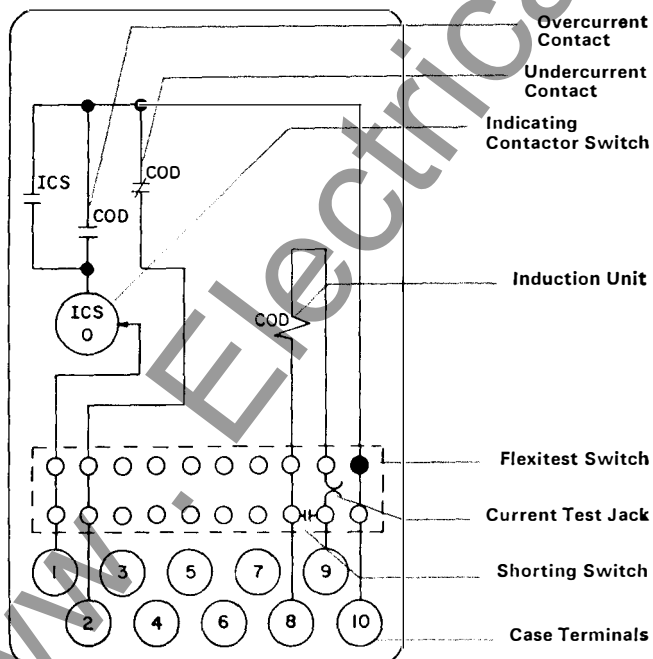 Overcurrent
Contact
Undercurrent
Contact
Indicating
Contactor Switch
ICS
COD
COD
ICS
O
COD
Induction Unit
Flexitest Switch
Current Test Jack
Shorting Switch
Case Terminals
1
3
5
7
9
2
4
6
8
10
w . Electrica